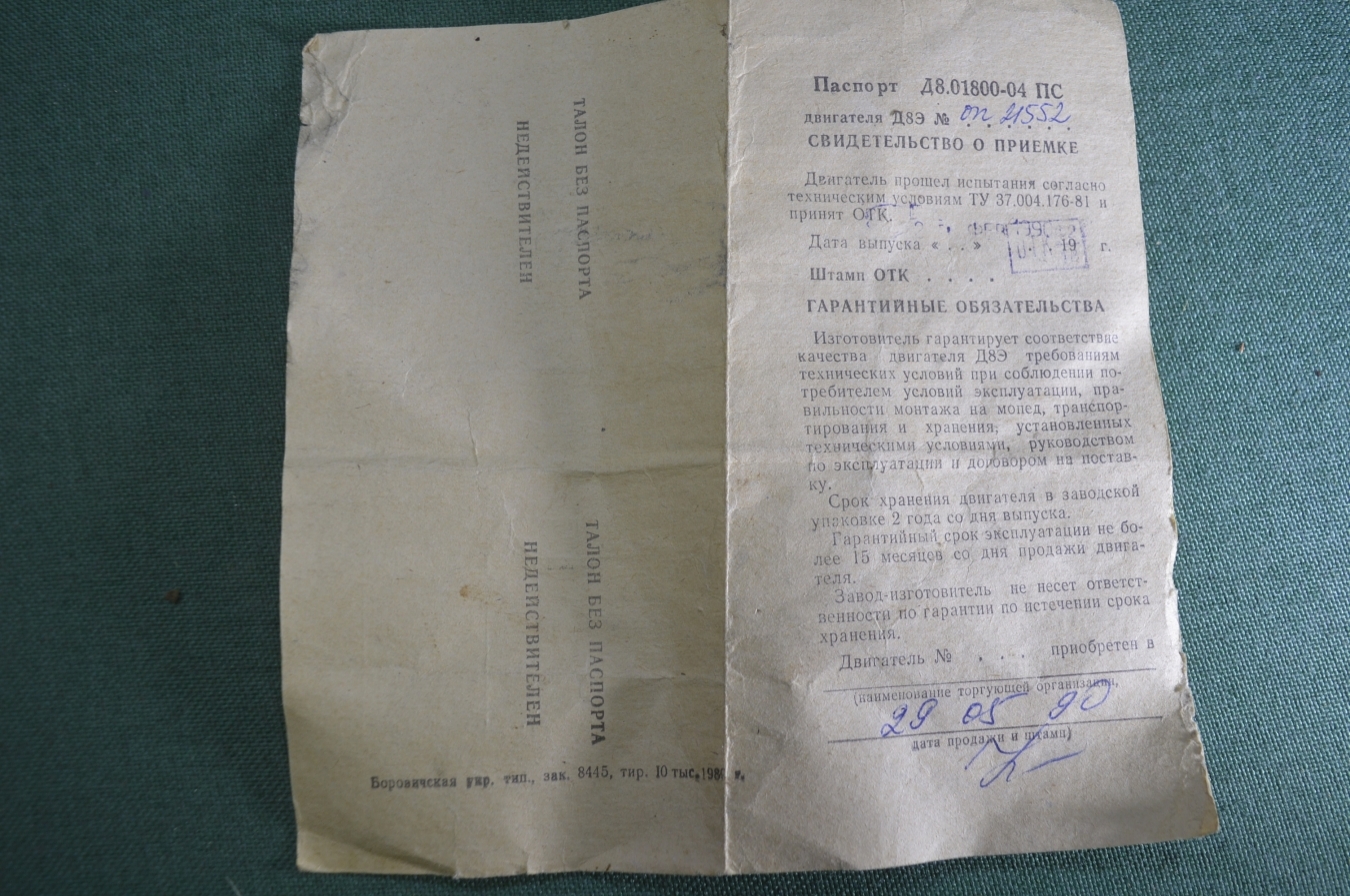 ТАЛОН БЕЗ ПАСПОРТА
НЕДЕЙСТВИТЕЛЕН
ТАЛОН БЕЗ ПАСПОРТА
НЕДЕЙСТВИТЕЛЕН
Боровичская укр. тип., зак. 8445, тир. 10 тыс. г.
Паспорт Д8.01800-04 ПС
двигателя Д8Э № оп 21552
СВИДЕТЕЛЬСТВО О ПРИЕМКЕ
Двигатель прошел испытания согласно
техническим условиям ТУ 37.004.176-81 и
принят ОТК.
Дата выпуска « . . » 19 г.
Штамп ОТК . . . .
ГАРАНТИЙНЫЕ ОБЯЗАТЕЛЬСТВА
Изготовитель гарантирует соответствие
качества двигателя Д8Э требованиям
технических условий при соблюдении по-
требителем условий эксплуатации, пра-
вильности монтажа на мопед, транспор-
тирования и хранения, установленных
техническими условиями, руководством
по эксплуатации и договором на постав-
ку.
Срок хранения двигателя в заводской
упаковке 2 года со дня выпуска.
Гарантийный срок эксплуатации не бо-
лее 15 месяцев со дня продажи двига-
теля.
Завод-изготовитель не несет ответст-
венности по гарантии по истечении срока
хранения.
Двигатель № . . . приобретен в
(наименование торгующей организации,
29 05 90
дата продажи и штамп)